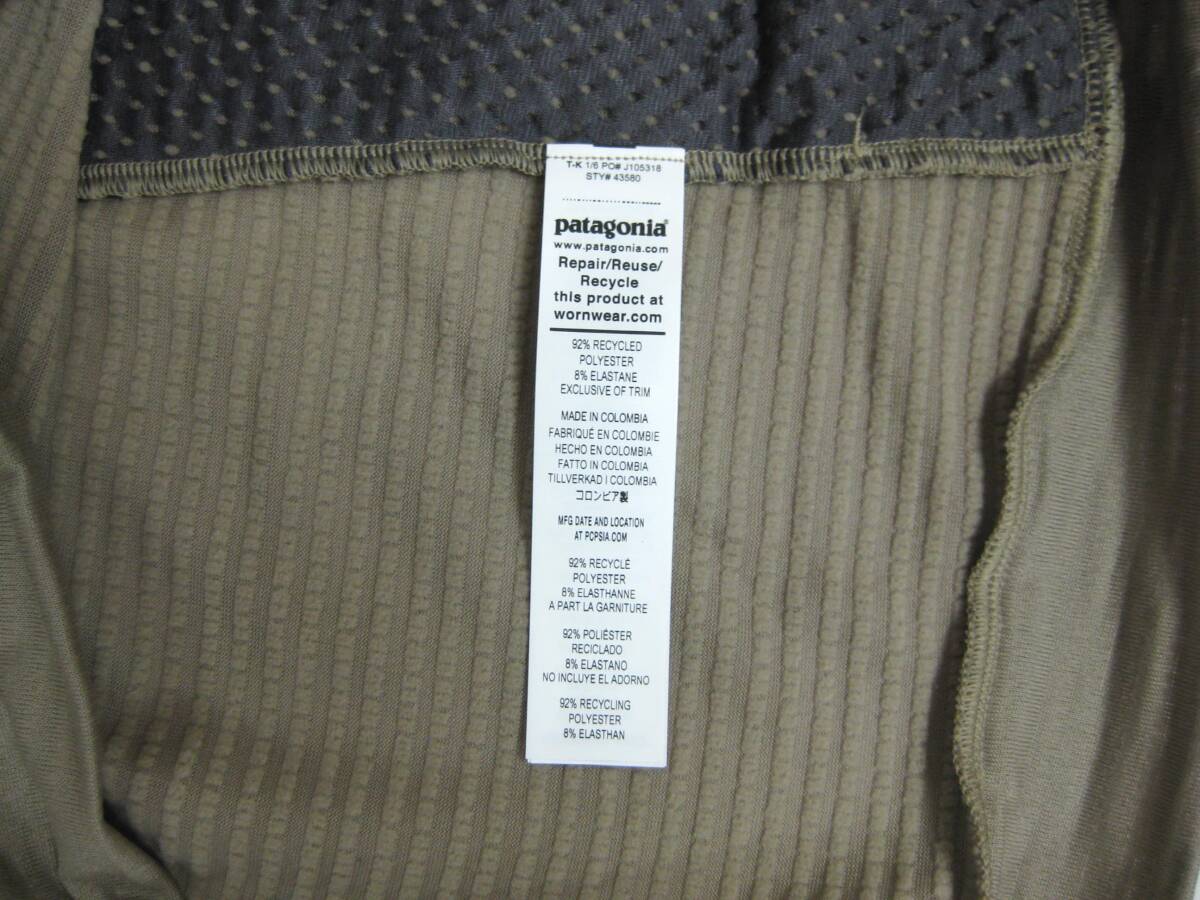 T-K 1/6 PO# J105318
STY# 43580
patagonia®
www.patagonia.com
Repair/Reuse/
Recycle
this product at
wornwear.com
92% RECYCLED
POLYESTER
8% ELASTANE
EXCLUSIVE OF TRIM
MADE IN COLOMBIA
FABRIQUÉ EN COLOMBIE
HECHO EN COLOMBIA
FATTO IN COLOMBIA
TILLVERKAD I COLOMBIA
コロンビア製
MFG DATE AND LOCATION
AT PCPSIA.COM
92% RECYCLÉ
POLYESTER
8% ELASTHANNE
A PART LA GARNITURE
92% POLIÉSTER
RECICLADO
8% ELASTANO
NO INCLUYE EL ADORNO
92% RECYCLING
POLYESTER
8% ELASTHAN